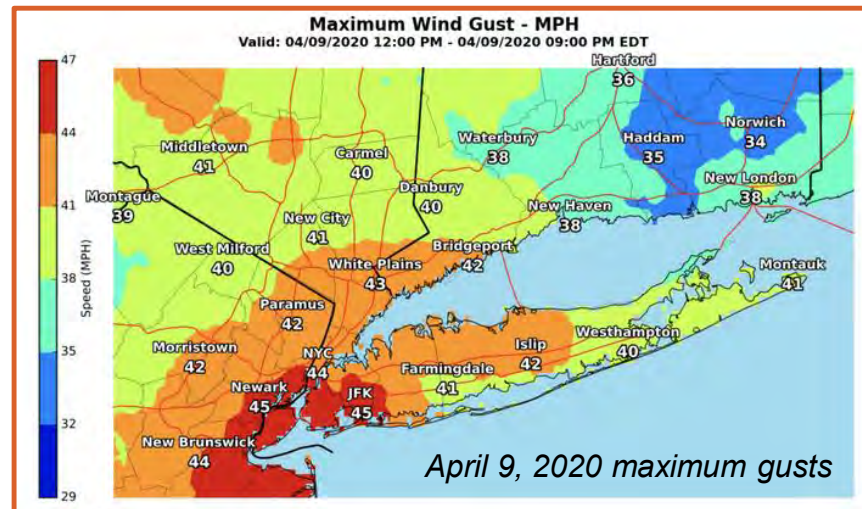 Maximum Wind Gust - MPH
Valid: 04/09/2020 12:00 PM - 04/09/2020 09:00 PM EDT
47
44
41
38
35
32
29
Speed (MPH)
Hartford
36
Middletown
41
Carmel
40
Waterbury
38
Haddam
35
Norwich
34
Montague
39
Danbury
40
New London
38
New City
41
New Haven
38
West Milford
40
White Plains
43
Bridgeport
42
Montauk
41
Paramus
42
Morristown
42
NYC
44
Farmingdale
41
Islip
42
Westhampton
40
Newark
45
JFK
45
New Brunswick
44
April 9, 2020 maximum gusts